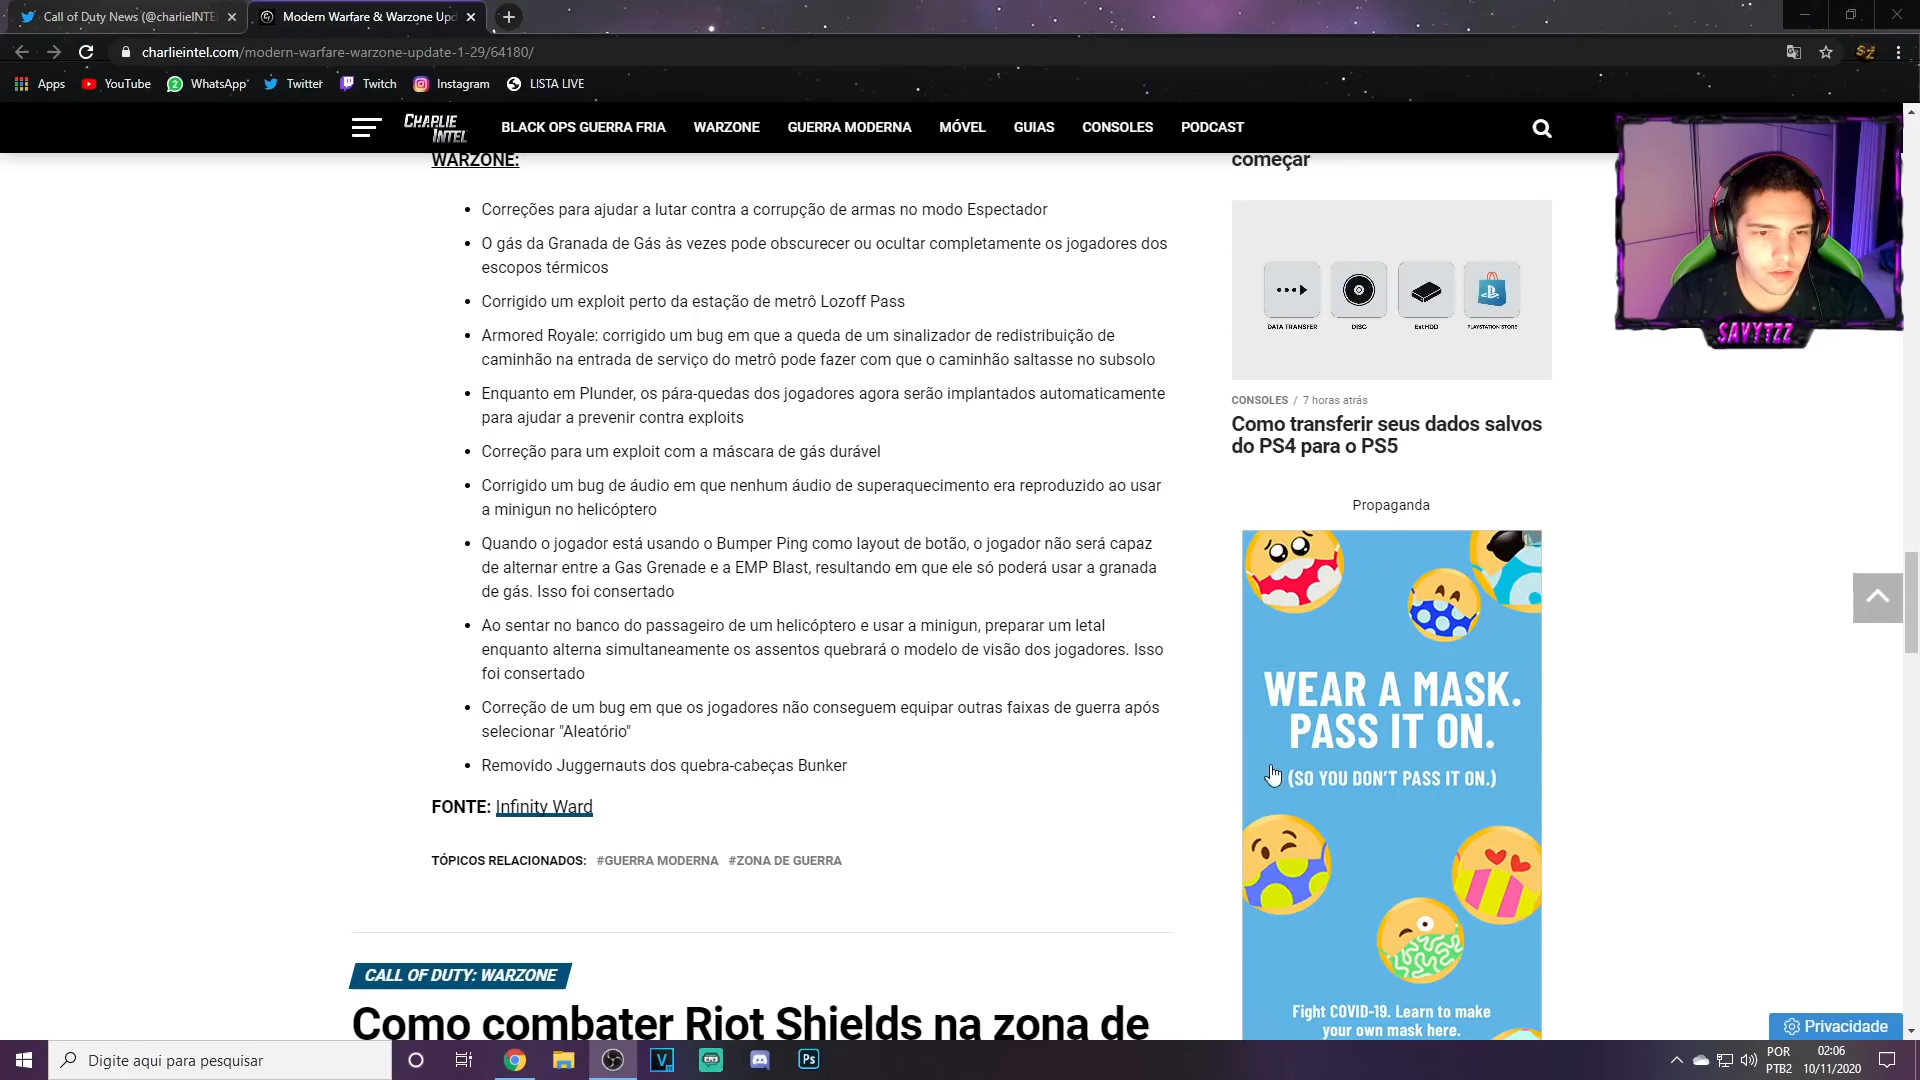 Call of Duty News (@charlieINTE
Modern Warfare & Warzone Upd
charlieintel.com/modern-warfare-warzone-update-1-29/64180/
Apps
YouTube
WhatsApp
Twitter
Twitch
Instagram
LISTA LIVE
CHARLIE
INTEL
BLACK OPS GUERRA FRIA
WARZONE
GUERRA MODERNA
MÓVEL
GUIAS
CONSOLES
PODCAST
WARZONE:
Correções para ajudar a lutar contra a corrupção de armas no modo Espectador
O gás da Granada de Gás às vezes pode obscurecer ou ocultar completamente os jogadores dos
escopos térmicos
Corrigido um exploit perto da estação de metrô Lozoff Pass
Armored Royale: corrigido um bug em que a queda de um sinalizador de redistribuição de
caminhão na entrada de serviço do metrô pode fazer com que o caminhão saltasse no subsolo
Enquanto em Plunder, os pára-quedas dos jogadores agora serão implantados automaticamente
para ajudar a prevenir contra exploits
Correção para um exploit com a máscara de gás durável
Corrigido um bug de áudio em que nenhum áudio de superaquecimento era reproduzido ao usar
a minigun no helicóptero
Quando o jogador está usando o Bumper Ping como layout de botão, o jogador não será capaz
de alternar entre a Gas Grenade e a EMP Blast, resultando em que ele só poderá usar a granada
de gás. Isso foi consertado
Ao sentar no banco do passageiro de um helicóptero e usar a minigun, preparar um letal
enquanto alterna simultaneamente os assentos quebrará o modelo de visão dos jogadores. Isso
foi consertado
Correção de um bug em que os jogadores não conseguem equipar outras faixas de guerra após
selecionar "Aleatório"
Removido Juggernauts dos quebra-cabeças Bunker
FONTE: Infinity Ward
TÓPICOS RELACIONADOS: #GUERRA MODERNA #ZONA DE GUERRA
CALL OF DUTY: WARZONE
Como combater Riot Shields na zona de
começar
DATA TRANSFER
DISC
Ext HDD
PLAYSTATION STORE
CONSOLES / 7 horas atrás
Como transferir seus dados salvos
do PS4 para o PS5
Propaganda
WEAR A MASK.
PASS IT ON.
(SO YOU DON'T PASS IT ON.)
Fight COVID-19. Learn to make
your own mask here.
SAVYTZZ
Privacidade
Digite aqui para pesquisar
POR
PTB2
02:06
10/11/2020